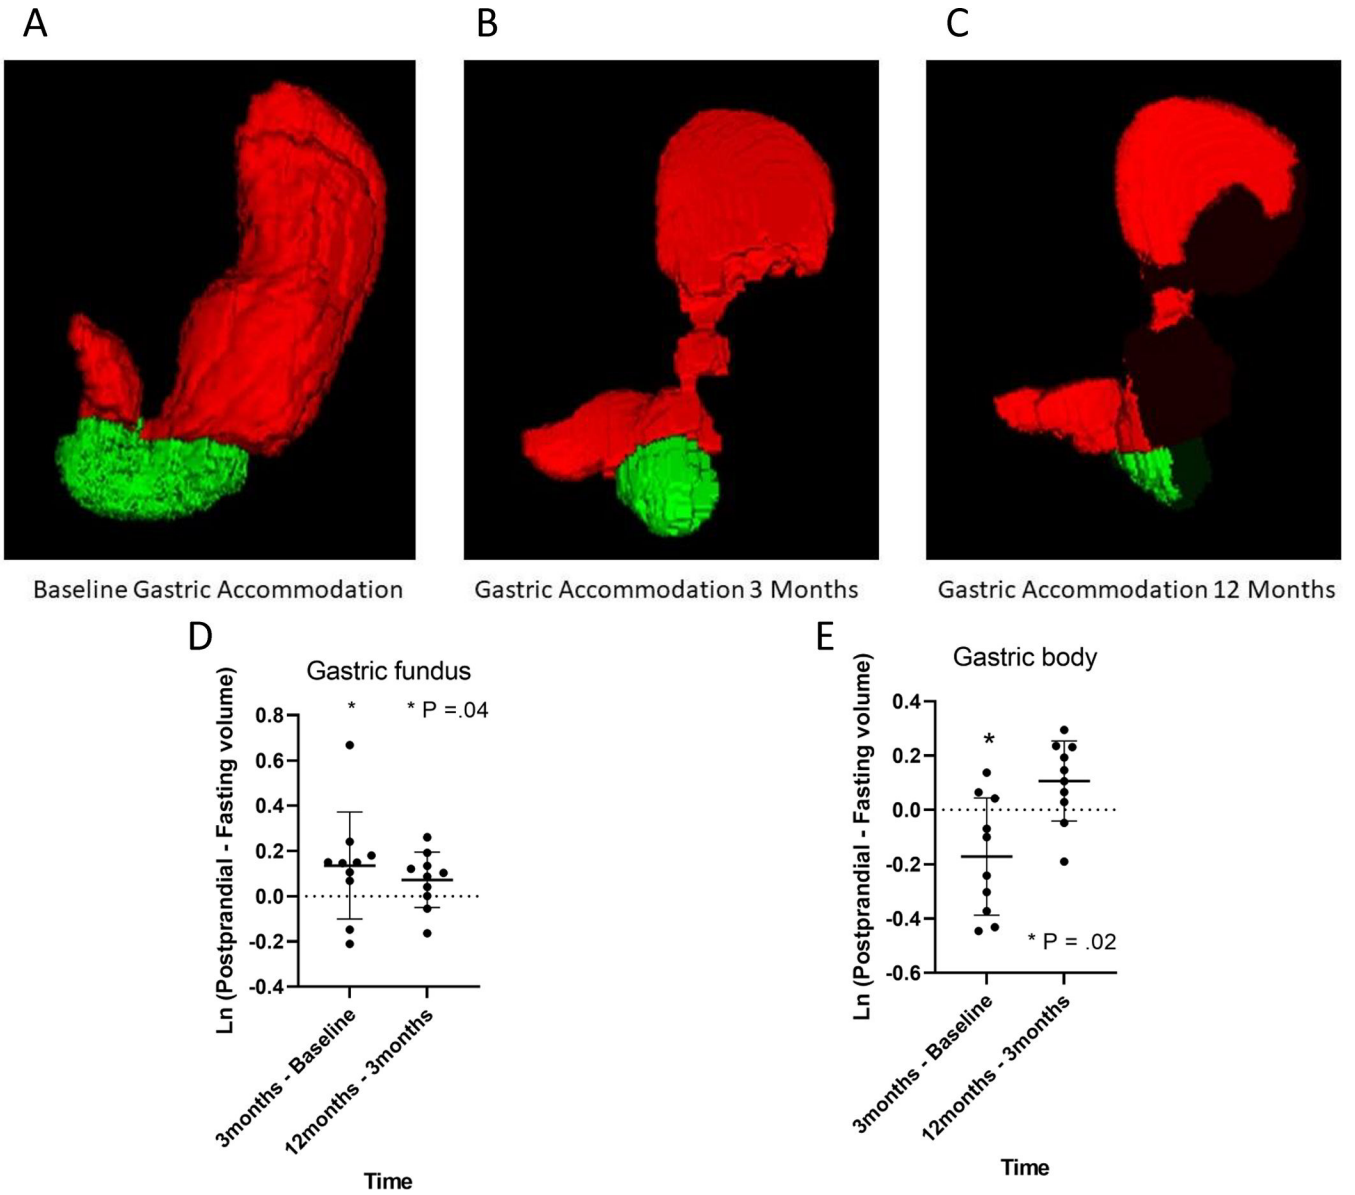 A
B
C
Baseline Gastric Accommodation
Gastric Accommodation 3 Months
Gastric Accommodation 12 Months
D
Gastric fundus
*
* P =.04
Ln (Postprandial - Fasting volume)
0.8
0.6
0.4
0.2
0.0
-0.2
-0.4
3months - Baseline
12months - 3months
Time
E
Gastric body
*
* P = .02
Ln (Postprandial - Fasting volume)
0.4
0.2
0.0
-0.2
-0.4
-0.6
3months - Baseline
12months - 3months
Time